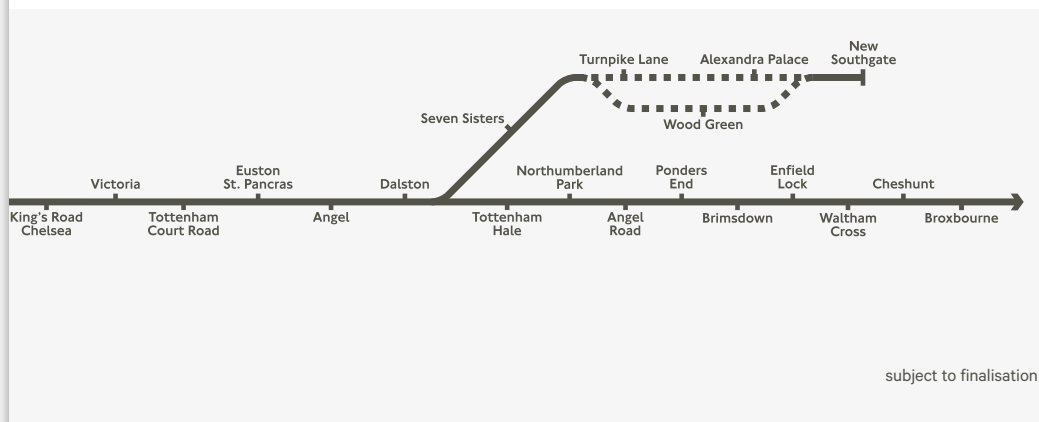 New
Turnpike Lane
Alexandra Palace
Southgate
Seven Sisters
Wood Green
Euston
St. Pancras
Victoria
Dalston
Northumberland
Park
Ponders
End
Enfield
Lock
Cheshunt
King's Road
Chelsea
Tottenham
Court Road
Angel
Tottenham
Hale
Angel
Road
Brimsdown
Waltham
Cross
Broxbourne
subject to finalisation